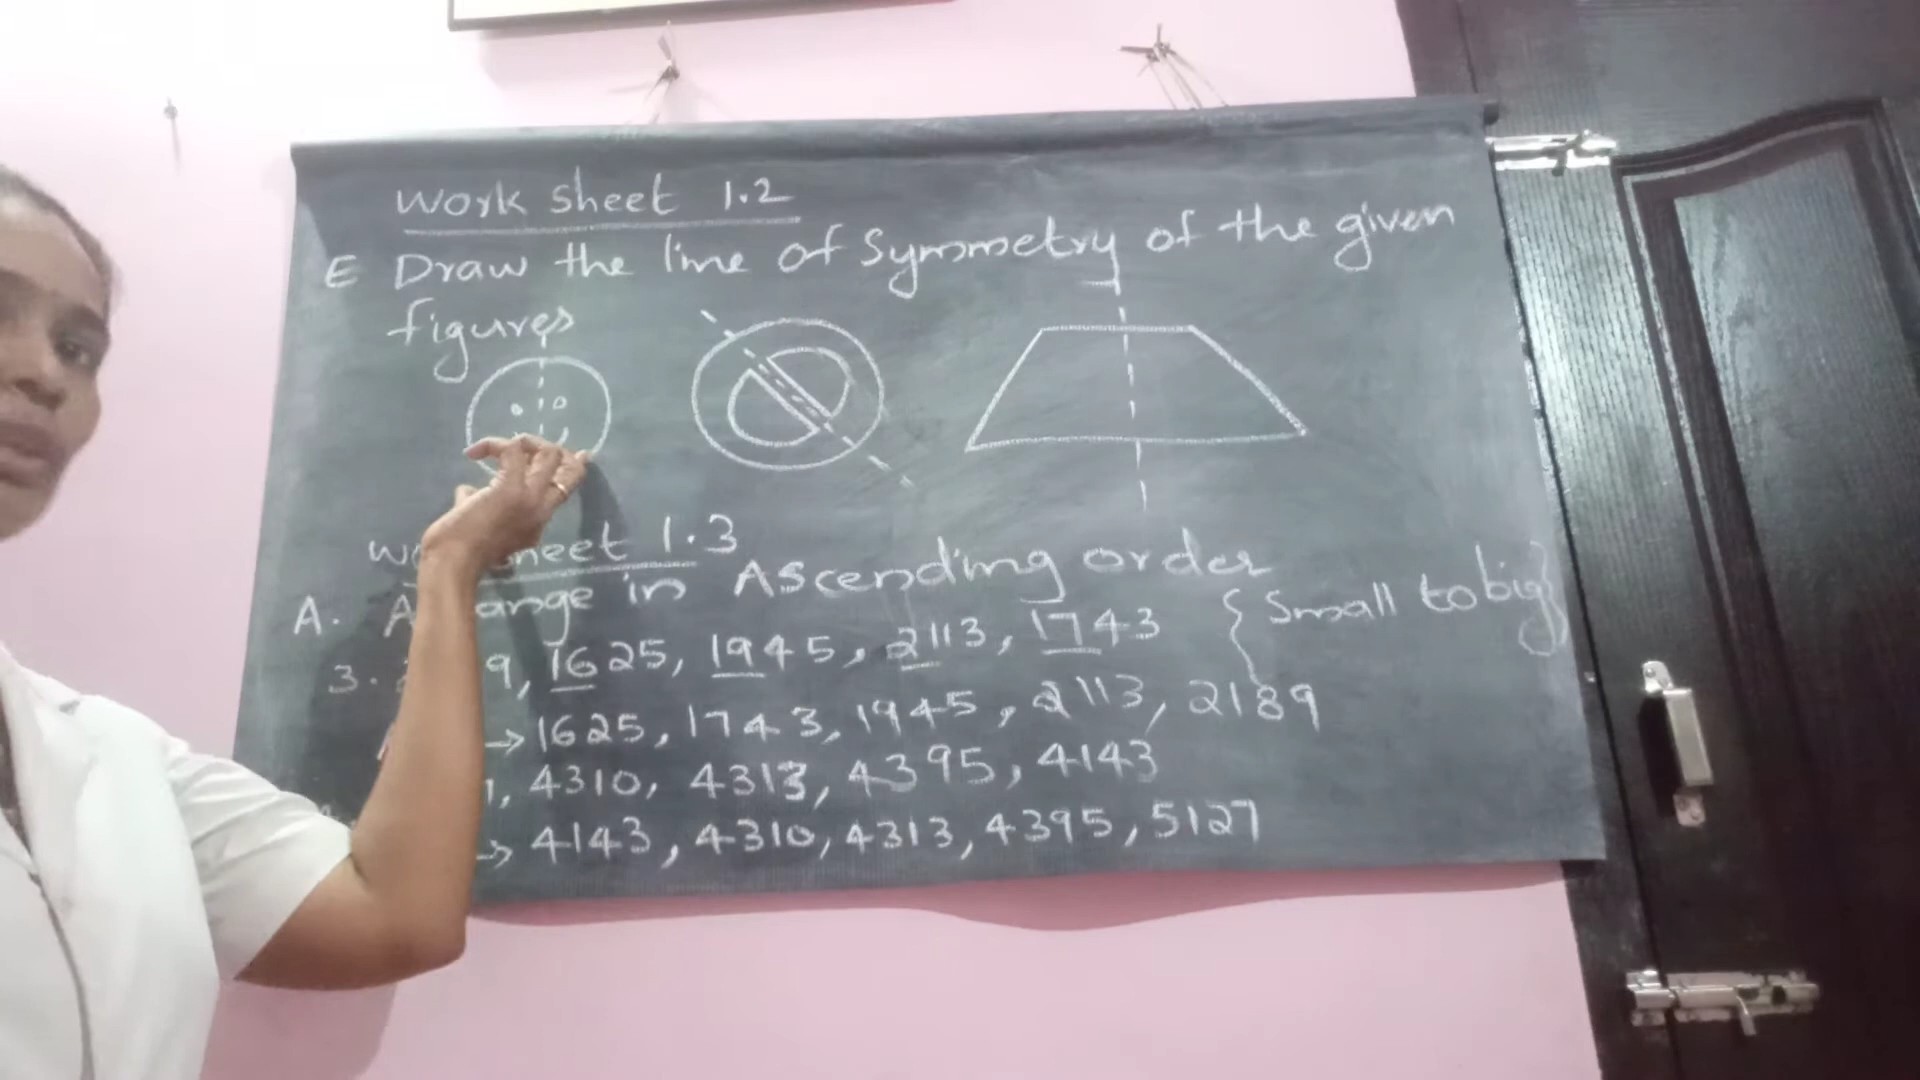 Work Sheet 1.2
E Draw the line of Symmetry of the given
figures
sheet 1.3
A. in Ascending order { Small to big }
3. 9, 1625, 1945, 2113, 1743
→ 1625, 1743, 1945, 2113, 2189
1, 4310, 4313, 4395, 4143
→ 4143, 4310, 4313, 4395, 5127